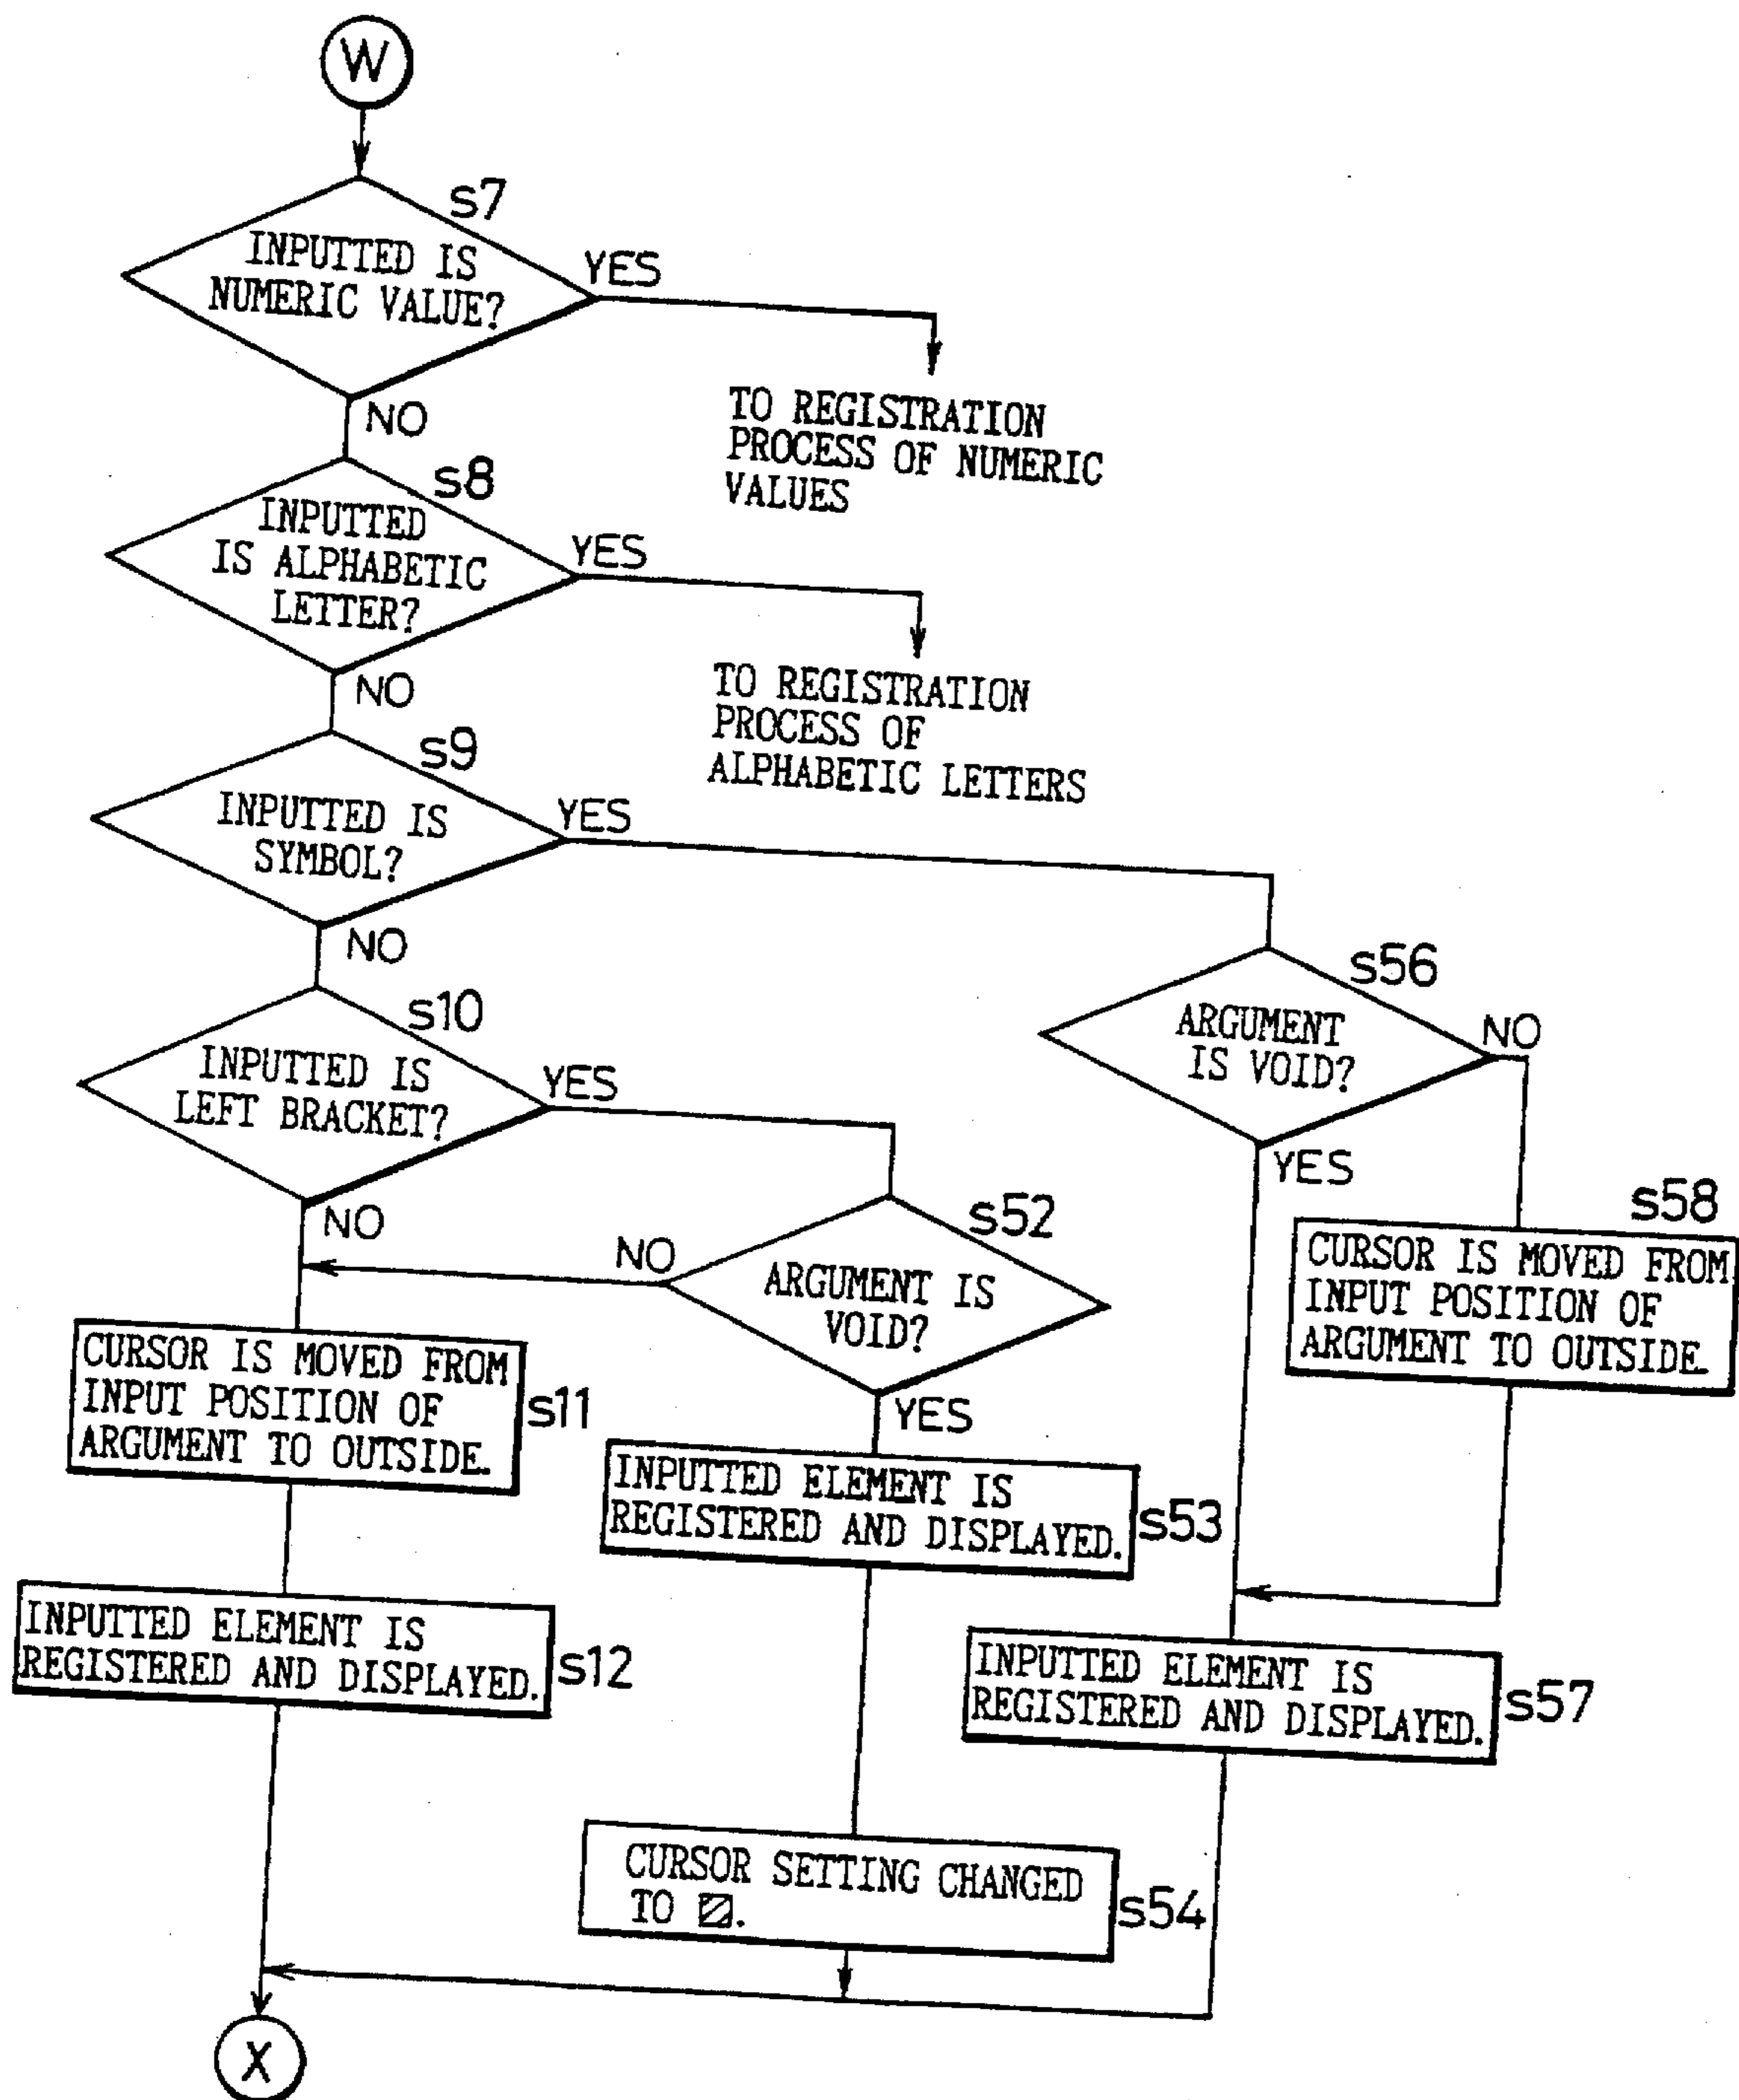 W
s7
INPUTTED IS
NUMERIC VALUE?
YES
NO
TO REGISTRATION
PROCESS OF NUMERIC
VALUES
s8
INPUTTED
IS ALPHABETIC
LETTER?
YES
NO
TO REGISTRATION
PROCESS OF
ALPHABETIC LETTERS
s9
INPUTTED IS
SYMBOL?
YES
NO
s56
ARGUMENT
IS VOID?
NO
YES
s10
INPUTTED IS
LEFT BRACKET?
YES
NO
s58
CURSOR IS MOVED FROM
INPUT POSITION OF
ARGUMENT TO OUTSIDE.
s52
NO
ARGUMENT IS
VOID?
YES
CURSOR IS MOVED FROM
INPUT POSITION OF
ARGUMENT TO OUTSIDE.
s11
INPUTTED ELEMENT IS
REGISTERED AND DISPLAYED.
s53
INPUTTED ELEMENT IS
REGISTERED AND DISPLAYED.
s12
INPUTTED ELEMENT IS
REGISTERED AND DISPLAYED.
s57
CURSOR SETTING CHANGED
TO ▨.
s54
X